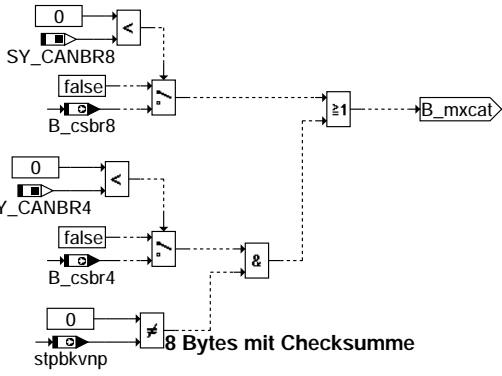 0
<
SY_CANBR8
false
B_csbr8
≧1
B_mxcat
0
<
Y_CANBR4
false
B_csbr4
&
0
≠
8 Bytes mit Checksumme
stpbkvnp